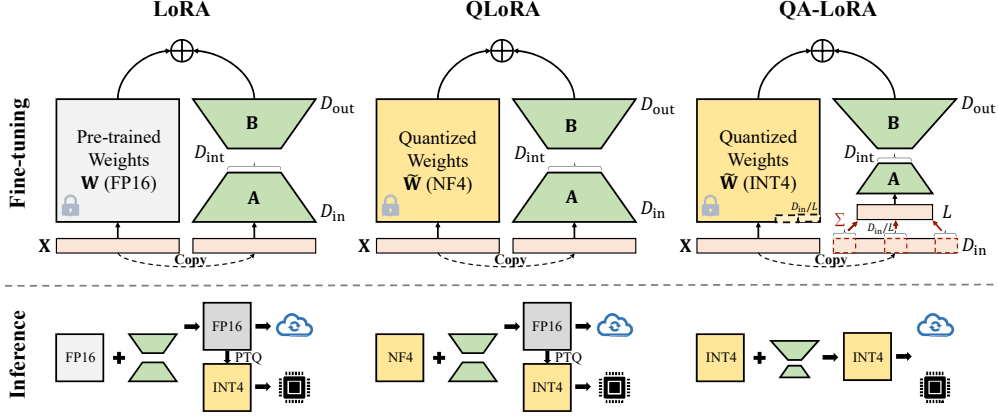 LoRA
QLoRA
QA-LoRA
Fine-tuning
Pre-trained
Weights
W (FP16)
B
A
D_out
D_int
D_in
X
Copy
Quantized
Weights
W̃ (NF4)
B
A
D_out
D_int
D_in
X
Copy
Quantized
Weights
W̃ (INT4)
D_in/L
B
A
D_out
D_int
L
Σ
D_in/L
D_in
X
Copy
Inference
FP16
+
FP16
PTQ
INT4
NF4
+
FP16
PTQ
INT4
INT4
+
INT4